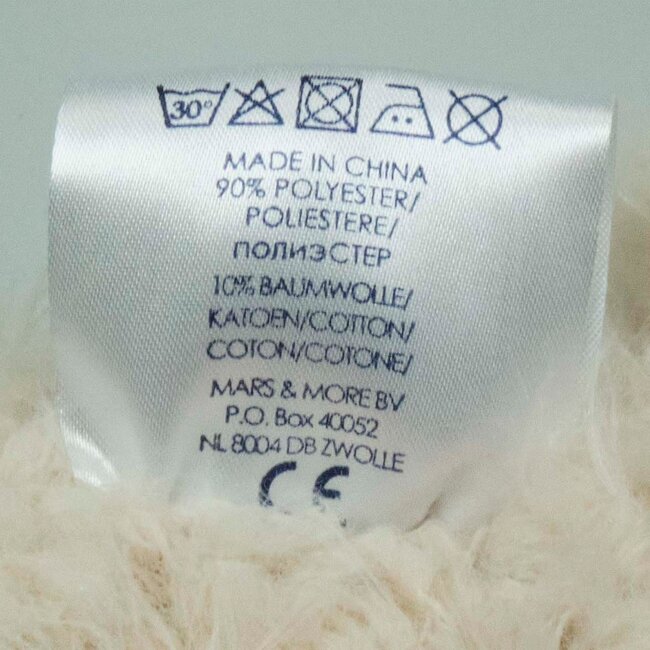 30°
MADE IN CHINA
90% POLYESTER/
POLIESTERE/
ПОЛИЭСТЕР
10% BAUMWOLLE/
KATOEN/COTTON/
COTON/COTONE/
MARS & MORE BV
P.O. Box 40052
NL 8004 DB ZWOLLE
CE